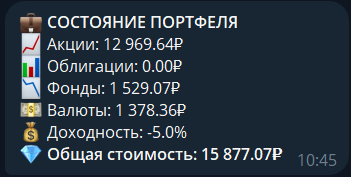 СОСТОЯНИЕ ПОРТФЕЛЯ
Акции: 12 969.64₽
Облигации: 0.00₽
Фонды: 1 529.07₽
Валюты: 1 378.36₽
Доходность: -5.0%
Общая стоимость: 15 877.07₽
10:45